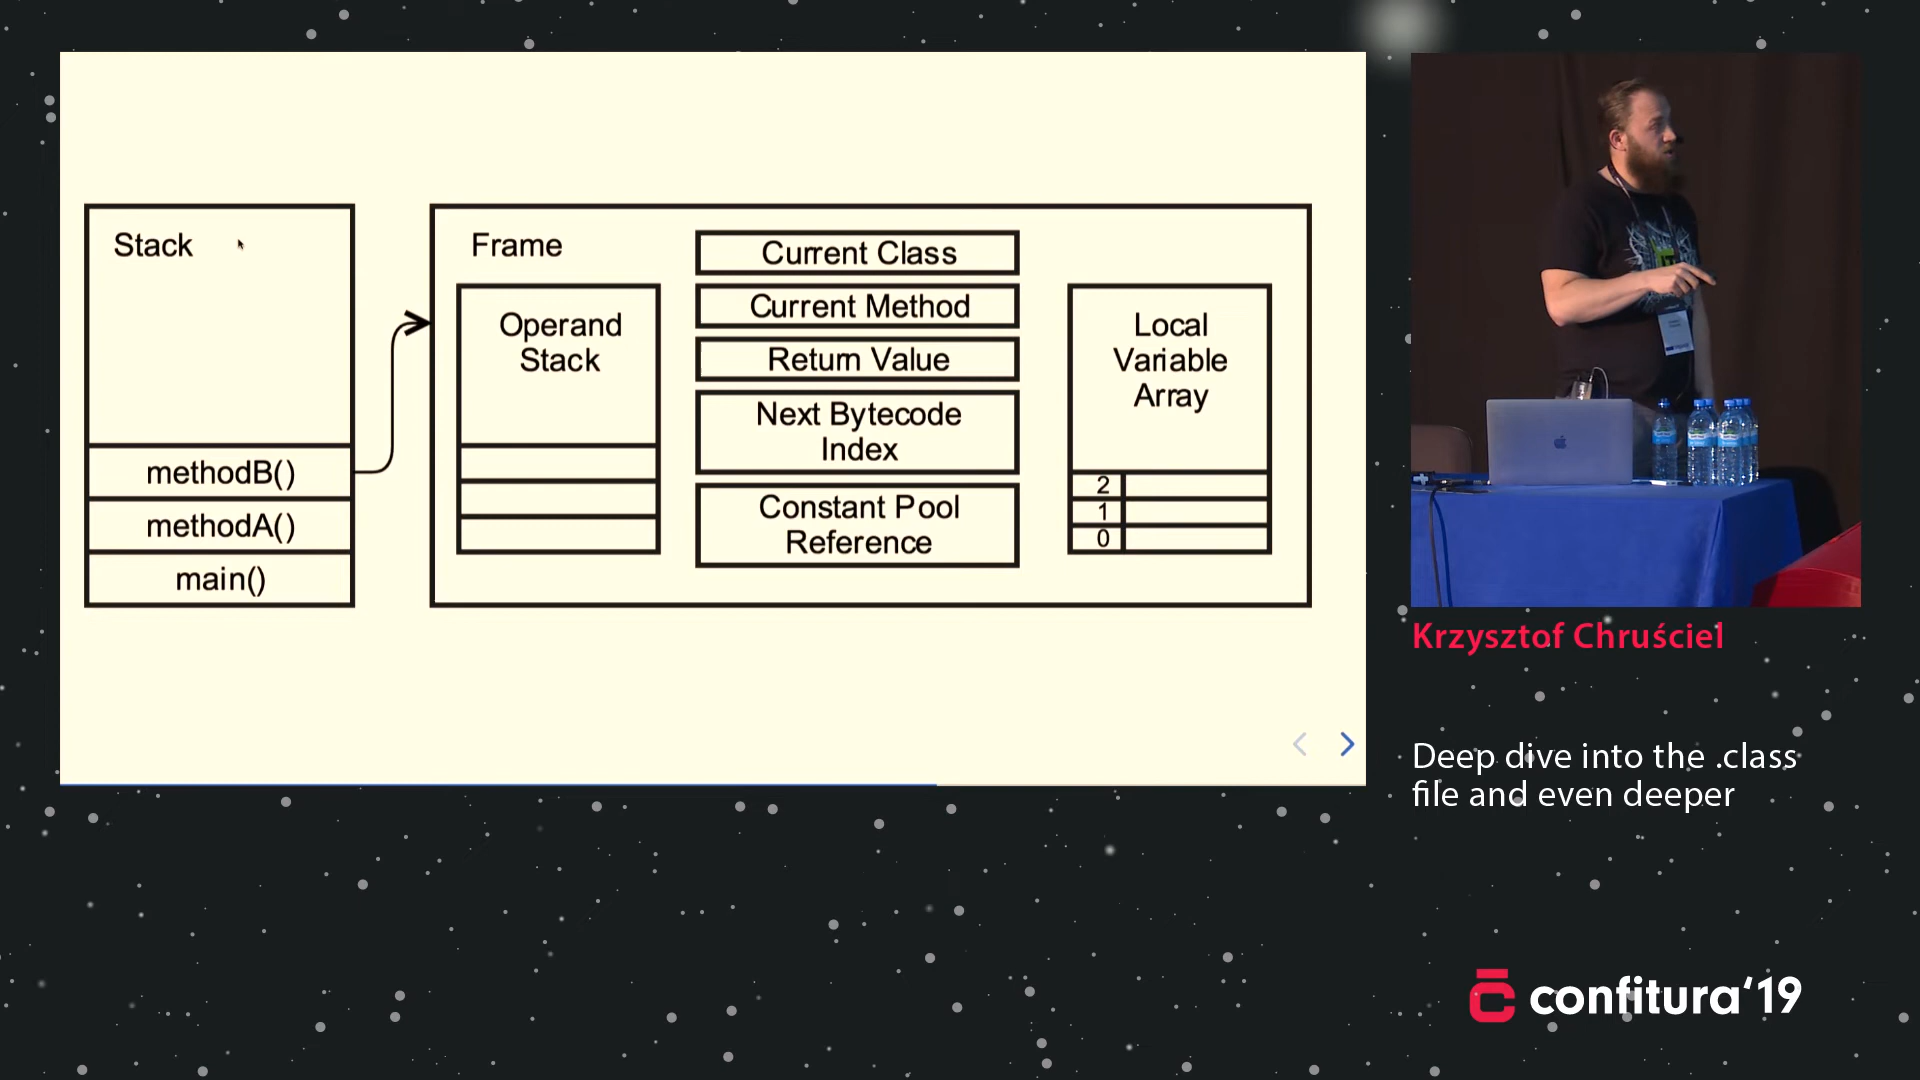 Stack
methodB()
methodA()
main()
Frame
Operand
Stack
Current Class
Current Method
Return Value
Next Bytecode
Index
Constant Pool
Reference
Local
Variable
Array
2
1
0
Krzysztof Chruściel
Deep dive into the .class
file and even deeper
confitura‘19